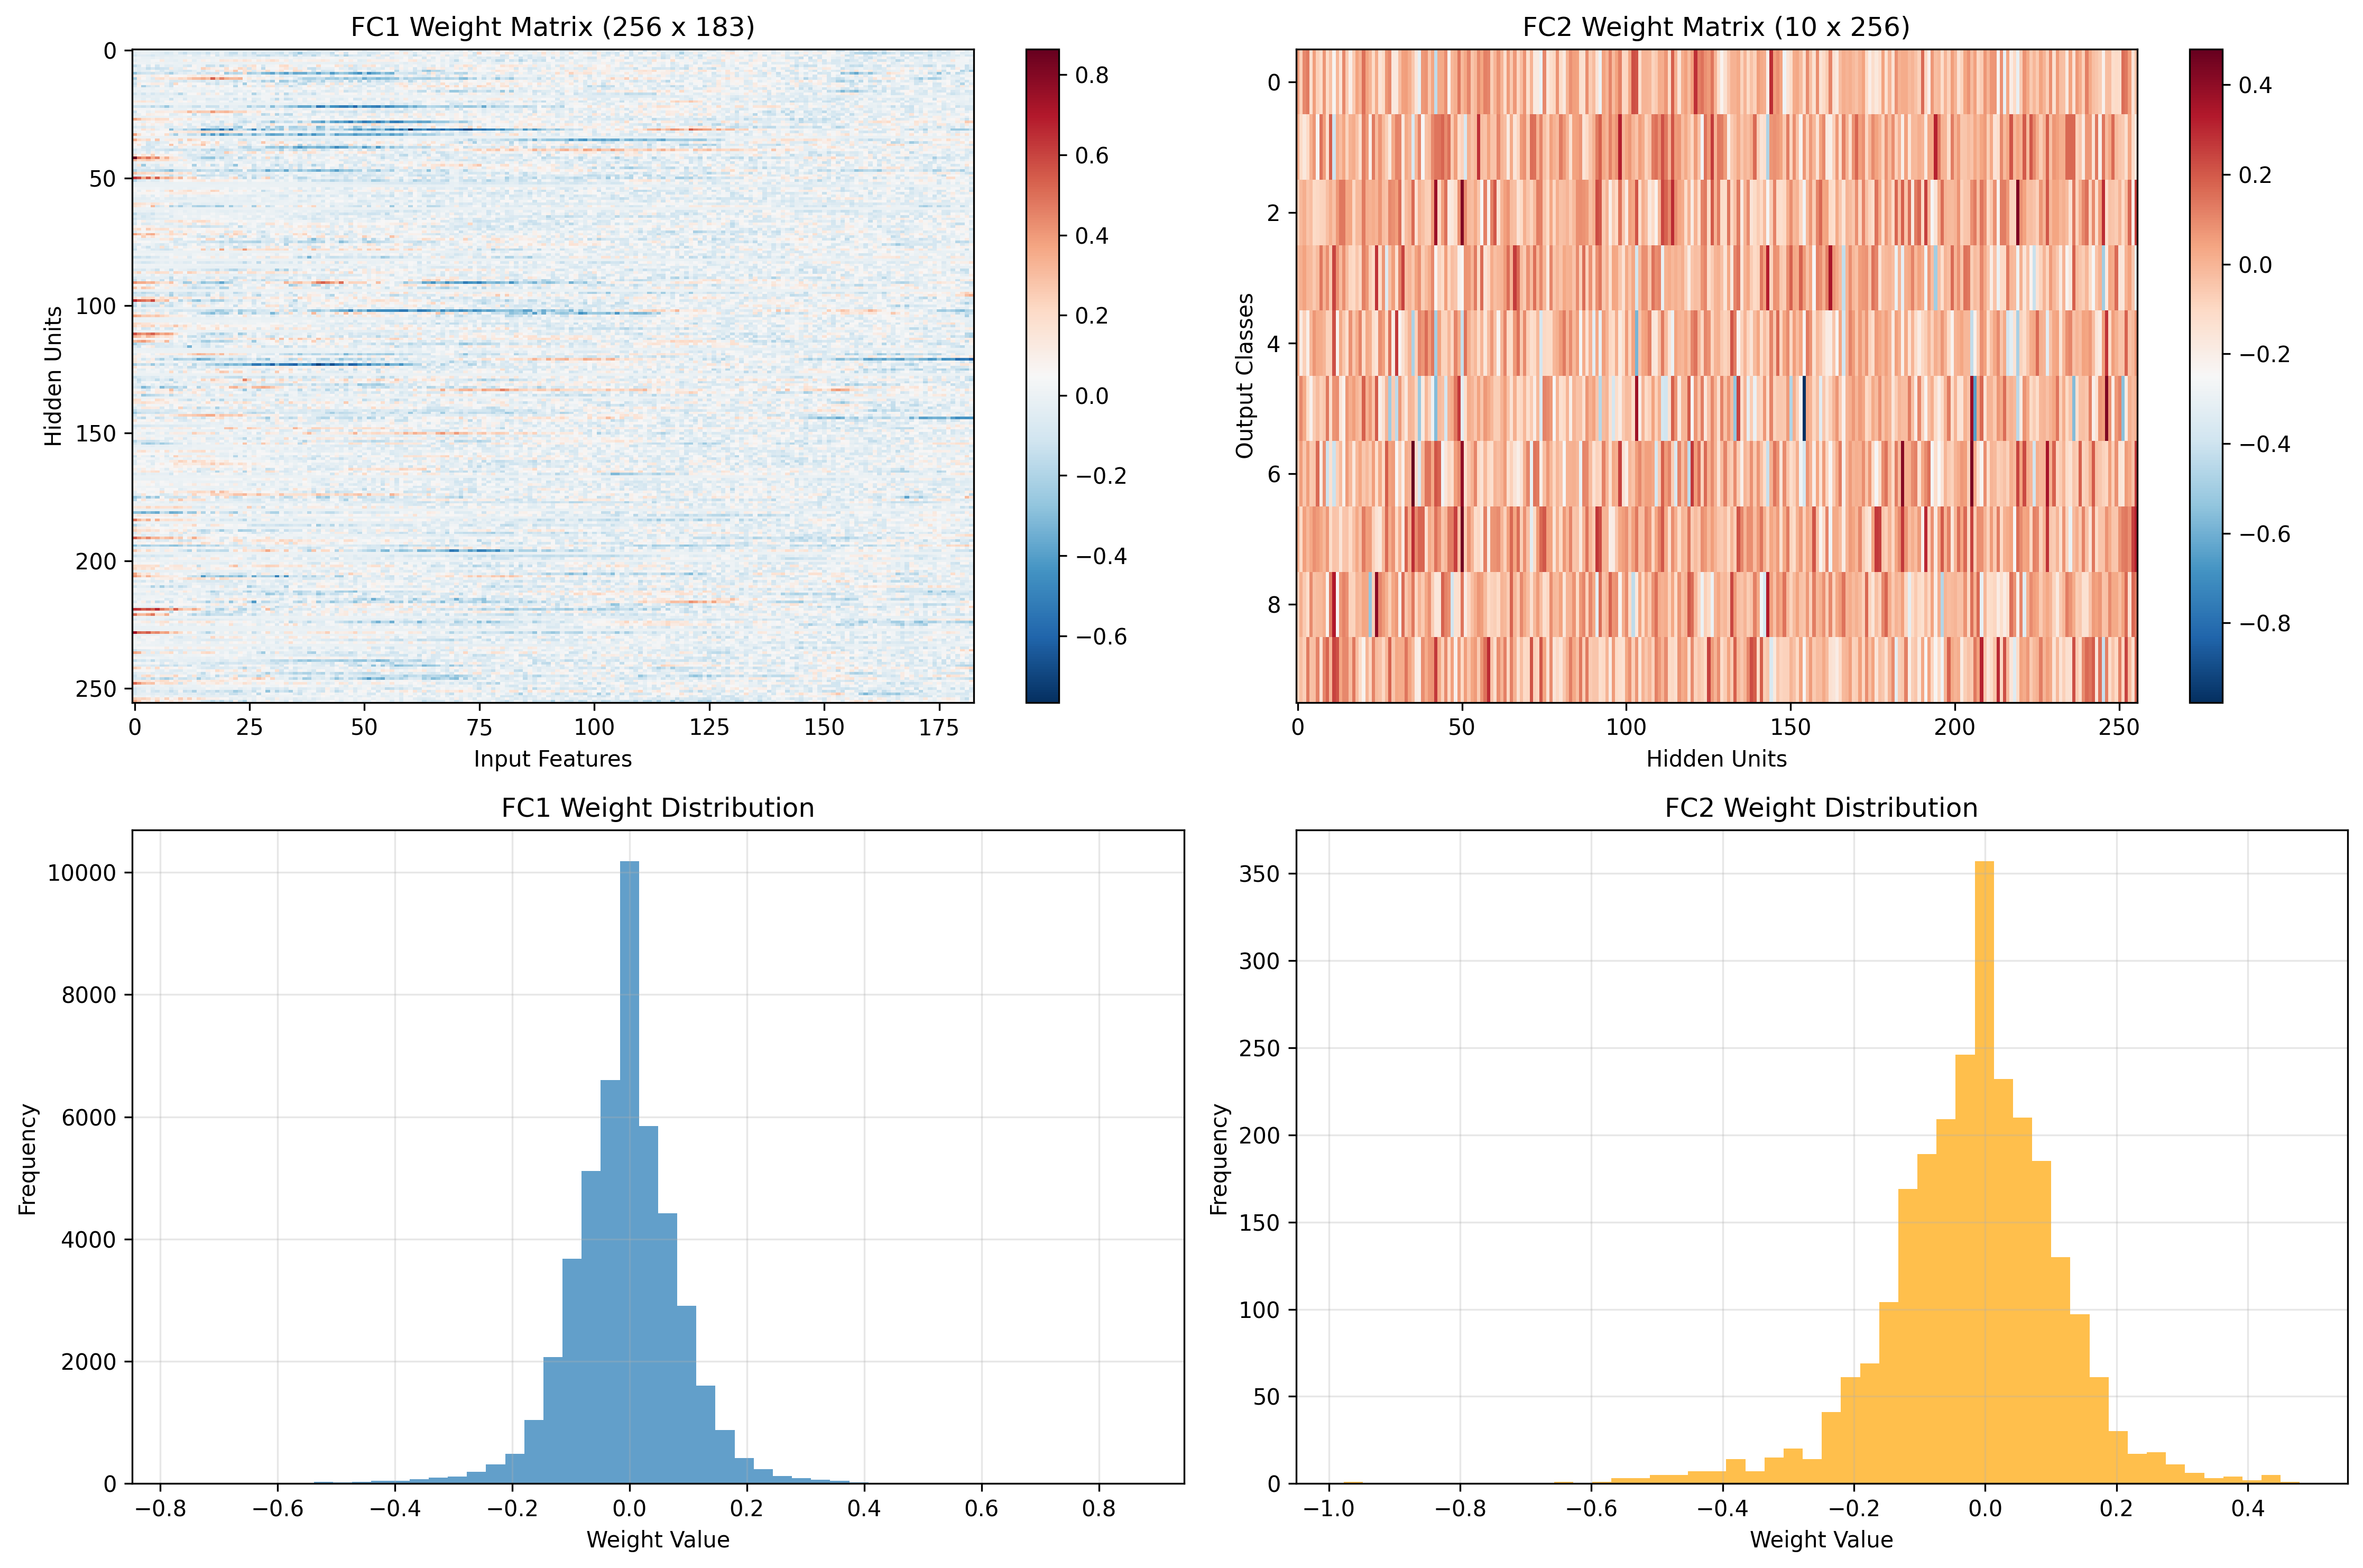 FC1 Weight Matrix (256 x 183)
0
50
100
150
200
250
Hidden Units
0 25 50 75 100 125 150 175
Input Features
0.8
0.6
0.4
0.2
0.0
−0.2
−0.4
−0.6
FC2 Weight Matrix (10 x 256)
0
2
4
6
8
Output Classes
0 50 100 150 200 250
Hidden Units
0.4
0.2
0.0
−0.2
−0.4
−0.6
−0.8
FC1 Weight Distribution
10000
8000
6000
4000
2000
0
Frequency
−0.8 −0.6 −0.4 −0.2 0.0 0.2 0.4 0.6 0.8
Weight Value
FC2 Weight Distribution
350
300
250
200
150
100
50
0
Frequency
−1.0 −0.8 −0.6 −0.4 −0.2 0.0 0.2 0.4
Weight Value